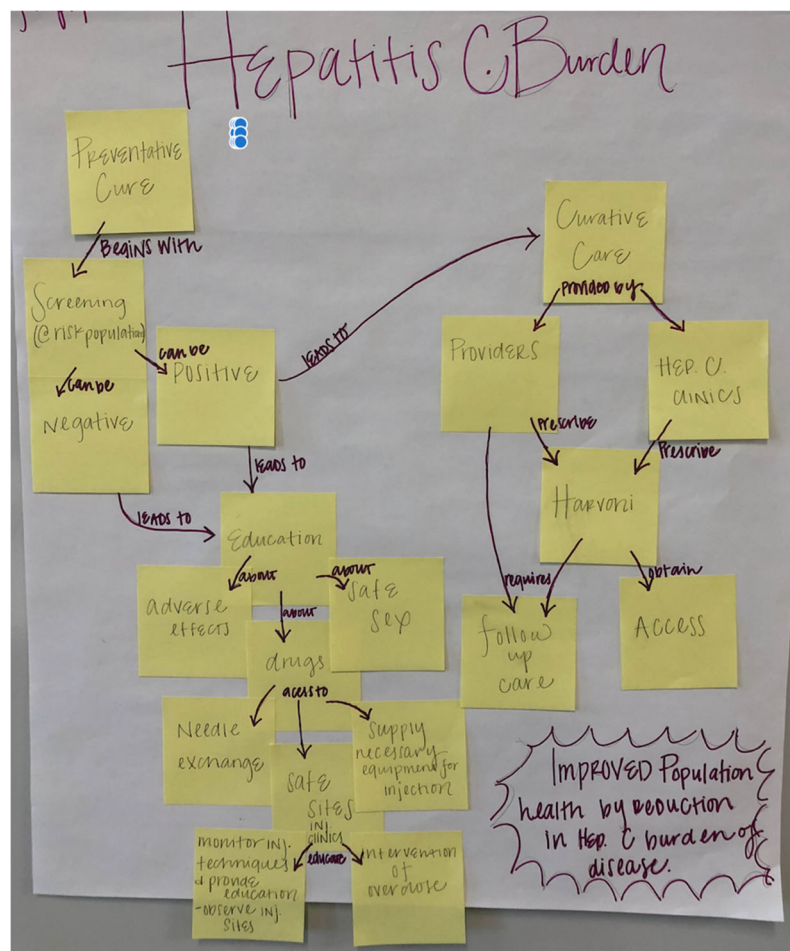 Hepatitis C. Burden
Preventative
Cure
Begins with
Screening
(@risk population)
can be
Positive
can be
Negative
leads to
Curative
Care
Provided by
Providers
Hep. C.
Clinics
Prescribe
Prescribe
Harvoni
requires
obtain
follow
up
care
Access
leads to
leads to
Education
about
about
about
adverse
effects
safe
sex
drugs
acess to
Needle
exchange
safe
sites
inj.
clinics
supply
necessary
equipment for
injection
educate
monitor inj.
techniques
& provide
education
-observe inj.
sites
intervention
of
overdose
Improved Population
health by reduction
in Hep. C burden of
disease.